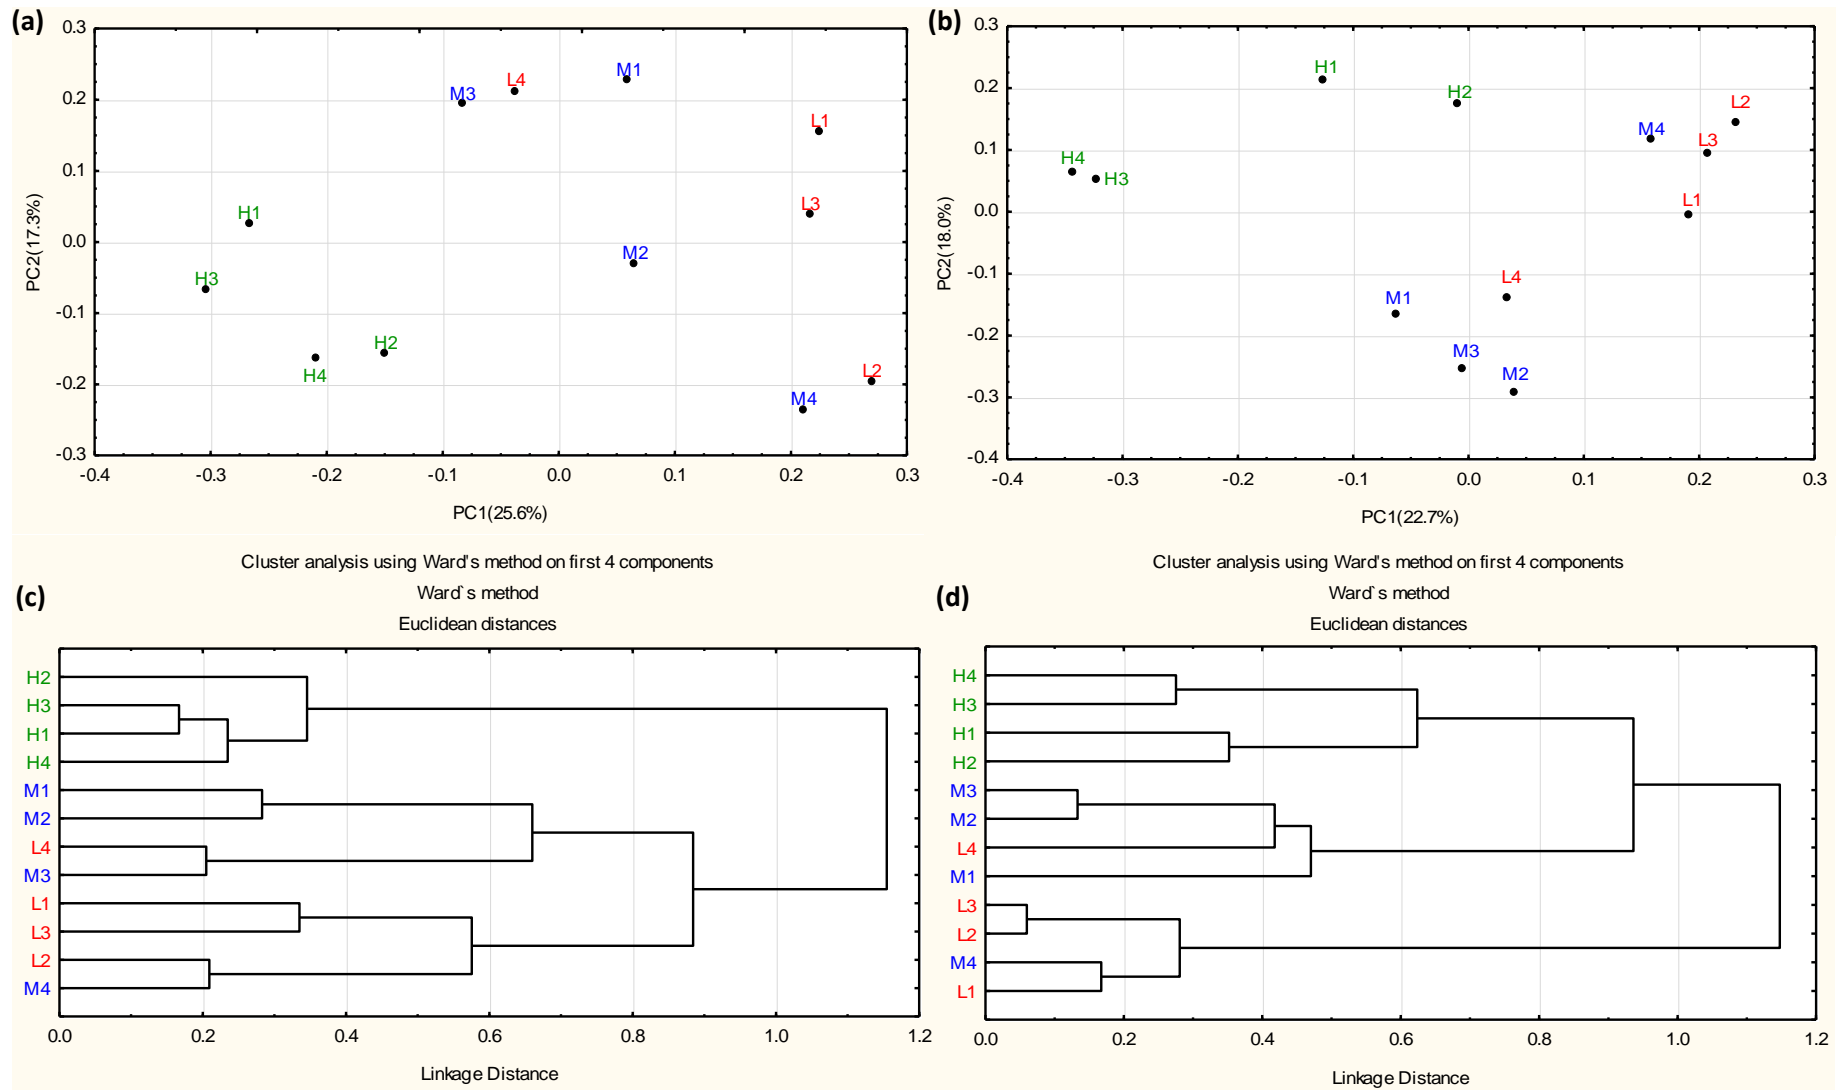 (a)
0.3
0.2
0.1
0.0
-0.1
-0.2
-0.3
PC2(17.3%)
M1
L4
M3
L1
L3
H1
M2
H3
H2
H4
L2
M4
-0.4
-0.3
-0.2
-0.1
0.0
0.1
0.2
0.3
PC1(25.6%)
(b)
0.3
0.2
0.1
0.0
-0.1
-0.2
-0.3
-0.4
PC2(18.0%)
H1
H2
L2
M4
L3
H4
H3
L1
L4
M1
M3
M2
-0.4
-0.3
-0.2
-0.1
0.0
0.1
0.2
0.3
PC1(22.7%)
Cluster analysis using Ward's method on first 4 components
(c)
Ward`s method
Euclidean distances
H2
H3
H1
H4
M1
M2
L4
M3
L1
L3
L2
M4
0.0
0.2
0.4
0.6
0.8
1.0
1.2
Linkage Distance
Cluster analysis using Ward's method on first 4 components
(d)
Ward`s method
Euclidean distances
H4
H3
H1
H2
M3
M2
L4
M1
L3
L2
M4
L1
0.0
0.2
0.4
0.6
0.8
1.0
1.2
Linkage Distance